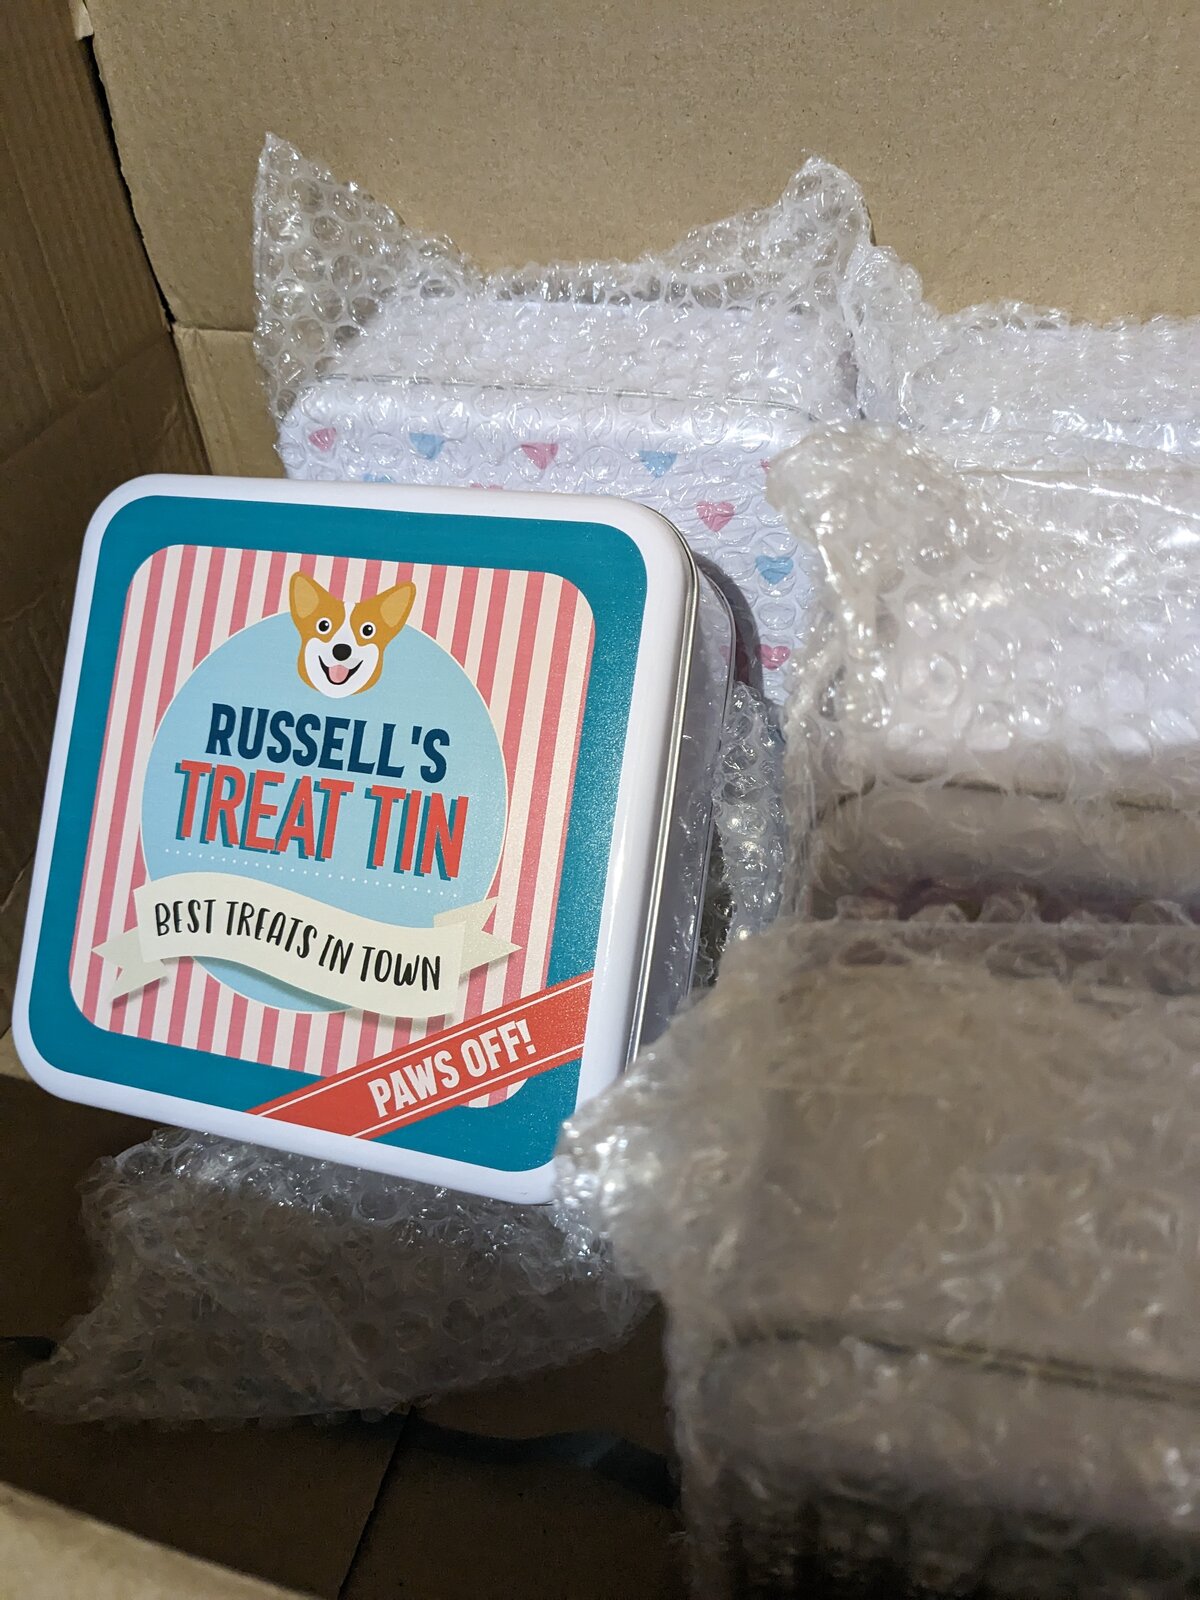 RUSSELL'S
TREAT TIN
BEST TREATS IN TOWN
PAWS OFF!